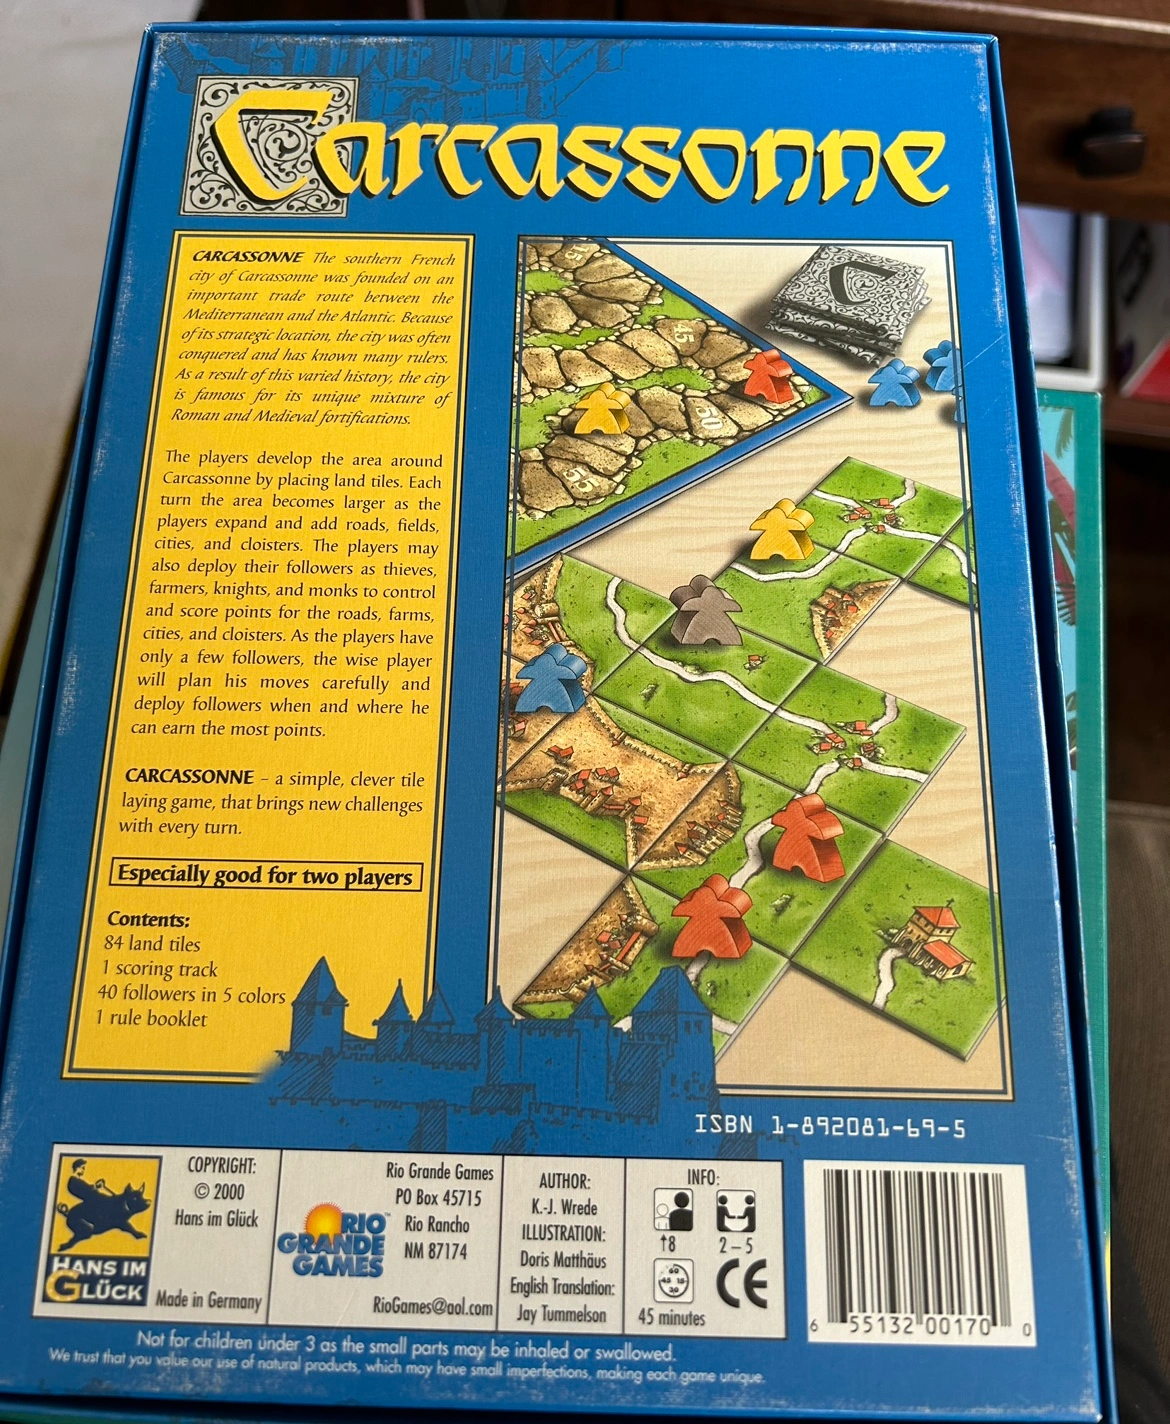 Carcassonne
CARCASSONNE The southern French
city of Carcassonne was founded on an
important trade route between the
Mediterranean and the Atlantic. Because
of its strategic location, the city was often
conquered and has known many rulers.
As a result of this varied history, the city
is famous for its unique mixture of
Roman and Medieval fortifications.
The players develop the area around
Carcassonne by placing land tiles. Each
turn the area becomes larger as the
players expand and add roads, fields,
cities, and cloisters. The players may
also deploy their followers as thieves,
farmers, knights, and monks to control
and score points for the roads, farms,
cities, and cloisters. As the players have
only a few followers, the wise player
will plan his moves carefully and
deploy followers when and where he
can earn the most points.
CARCASSONNE – a simple, clever tile
laying game, that brings new challenges
with every turn.
Especially good for two players
Contents:
84 land tiles
1 scoring track
40 followers in 5 colors
1 rule booklet
15
45
50
C
ISBN 1-892081-69-5
HANS IM
GLÜCK
COPYRIGHT:
© 2000
Hans im Glück
Made in Germany
RIO
GRANDE
GAMES
™
Rio Grande Games
PO Box 45715
Rio Rancho
NM 87174
RioGames@aol.com
AUTHOR:
K.-J. Wrede
ILLUSTRATION:
Doris Matthäus
English Translation:
Jay Tummelson
INFO:
↑8
2–5
60
45 15
30
CE
45 minutes
6 55132 00170 0
Not for children under 3 as the small parts may be inhaled or swallowed.
We trust that you value our use of natural products, which may have small imperfections, making each game unique.